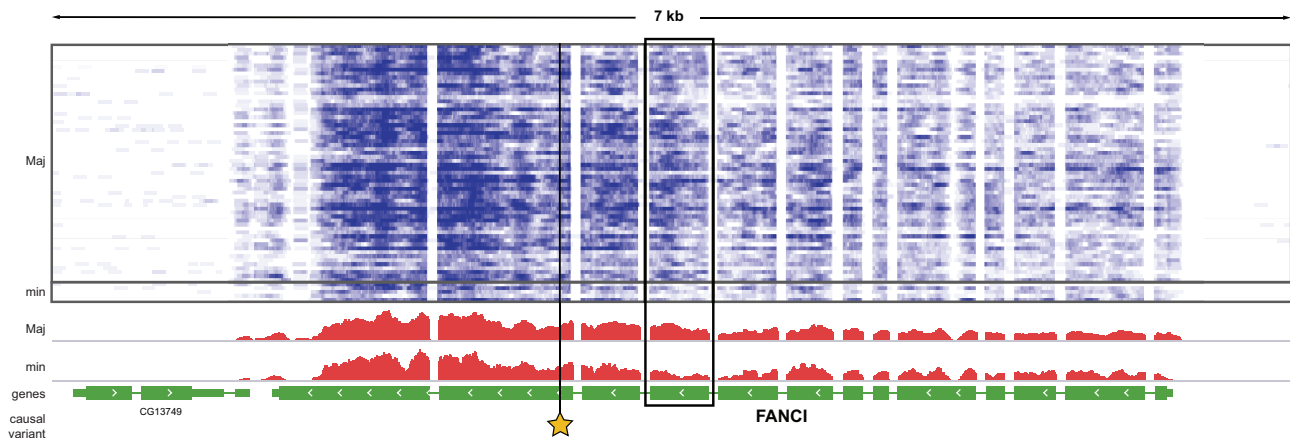 7 kb
Maj
min
Maj
min
genes
CG13749
FANCI
causal
variant